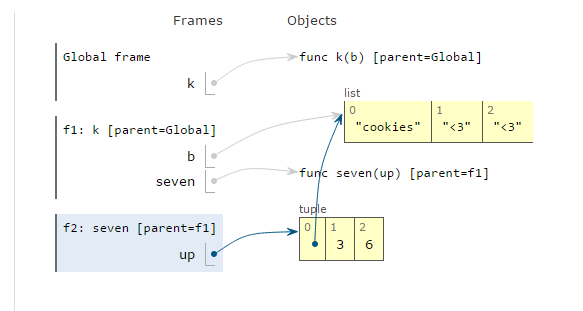 Frames Objects
Global frame
func k(b) [parent=Global]
k
list
0 1 2
"cookies" "<3" "<3"
f1: k [parent=Global]
b
seven
func seven(up) [parent=f1]
tuple
f2: seven [parent=f1]
0 1 2
up
3 6